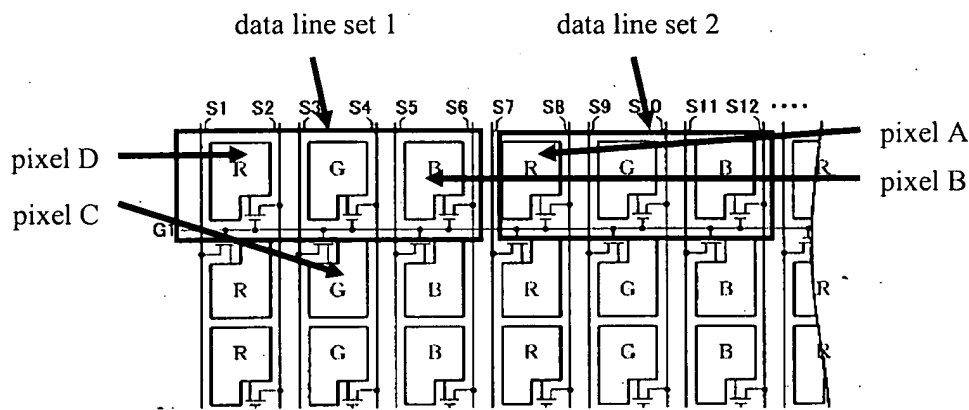 data line set 1 data line set 2
S1 S2 S3 S4 S5 S6 S7 S8 S9 S10 S11 S12 ....
pixel D R G B R G B R pixel A
pixel B
pixel C
G1
R G B R G B R
R G B R G B R